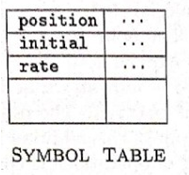 position ...
initial ...
rate ...
SYMBOL TABLE